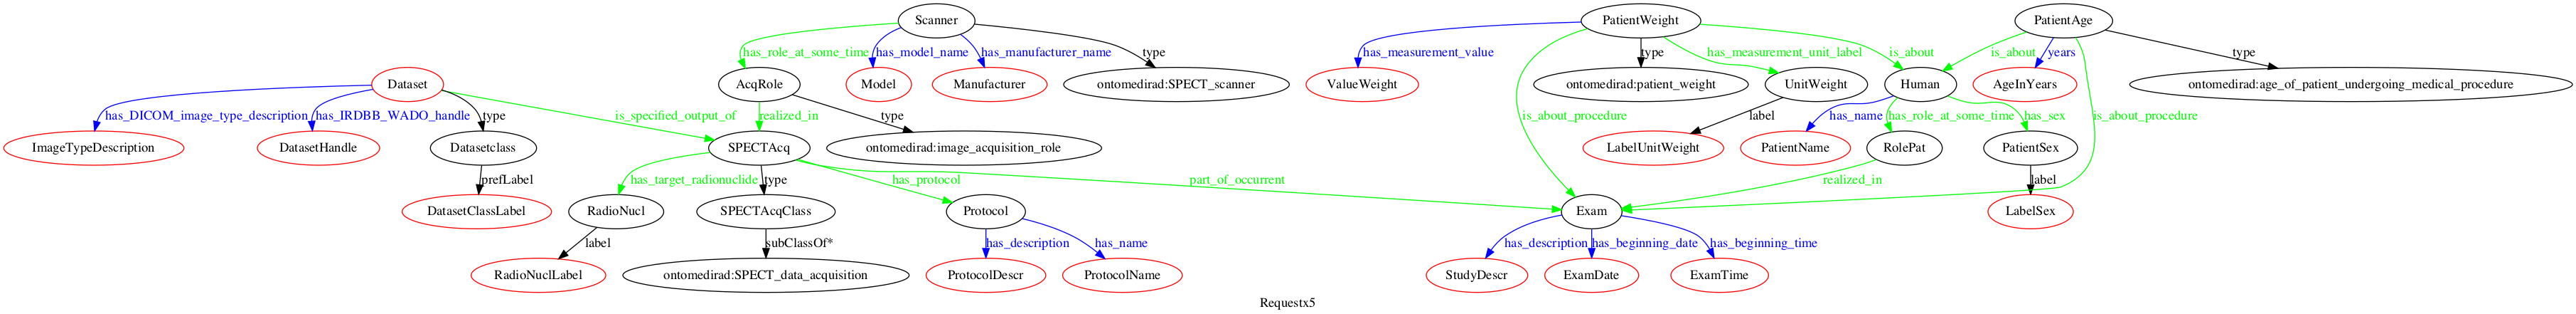 Scanner PatientWeight PatientAge
has_role_at_some_time has_model_name has_manufacturer_name type has_measurement_value type has_measurement_unit_label is_about is_about years type
Dataset AcqRole Model Manufacturer ontomedirad:SPECT_scanner ValueWeight ontomedirad:patient_weight UnitWeight Human AgeInYears ontomedirad:age_of_patient_undergoing_medical_procedure
has_DICOM_image_type_description has_IRDBB_WADO_handle type is_specified_output_of realized_in type is_about_procedure label has_name has_role_at_some_time has_sex is_about_procedure
ImageTypeDescription DatasetHandle Datasetclass SPECTAcq ontomedirad:image_acquisition_role LabelUnitWeight PatientName RolePat PatientSex
prefLabel has_target_radionuclide type has_protocol part_of_occurrent realized_in label
DatasetClassLabel RadioNucl SPECTAcqClass Protocol Exam LabelSex
label subClassOf* has_description has_name has_description has_beginning_date has_beginning_time
RadioNuclLabel ontomedirad:SPECT_data_acquisition ProtocolDescr ProtocolName StudyDescr ExamDate ExamTime
Requestx5